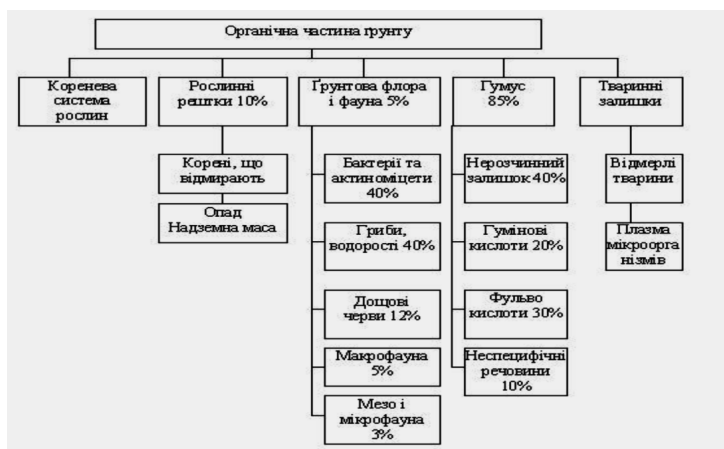 Органічна частина ґрунту
Коренева
система
рослин
Рослинні
рештки 10%
Ґрунтова флора
і фауна 5%
Гумус
85%
Тваринні
залишки
Корені, що
відмирають
Опад
Надземна маса
Бактерії та
актиноміцети
40%
Гриби,
водорості 40%
Дощові
черви 12%
Макрофауна
5%
Мезо і
мікрофауна
3%
Нерозчинний
залишок 40%
Гумінові
кислоти 20%
Фульво
кислоти 30%
Неспецифічні
речовини
10%
Відмерлі
тварини
Плазма
мікроорга
нізмів